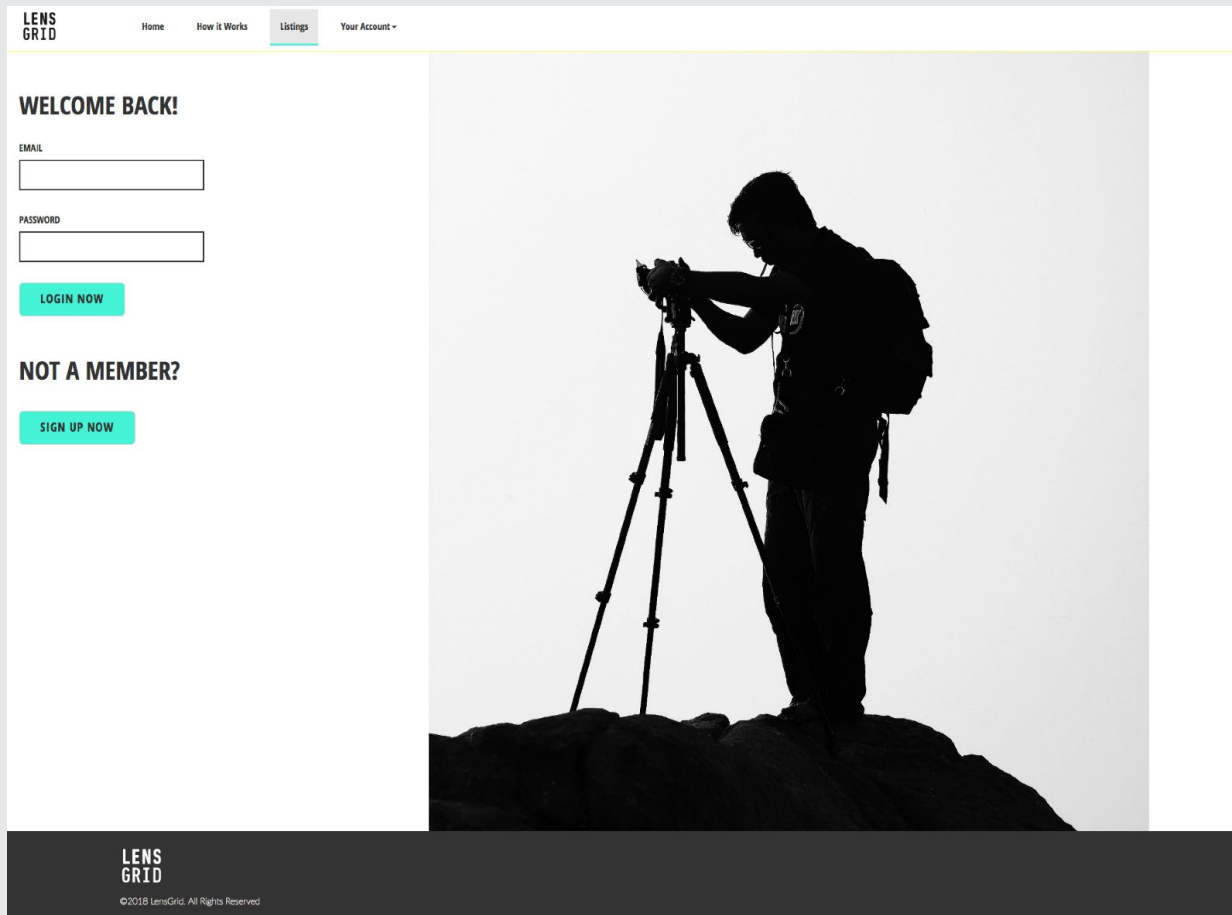 LENS
GRID
Home How it Works Listings Your Account
WELCOME BACK!
EMAIL
PASSWORD
LOGIN NOW
NOT A MEMBER?
SIGN UP NOW
LENS
GRID
©2018 LensGrid. All Rights Reserved